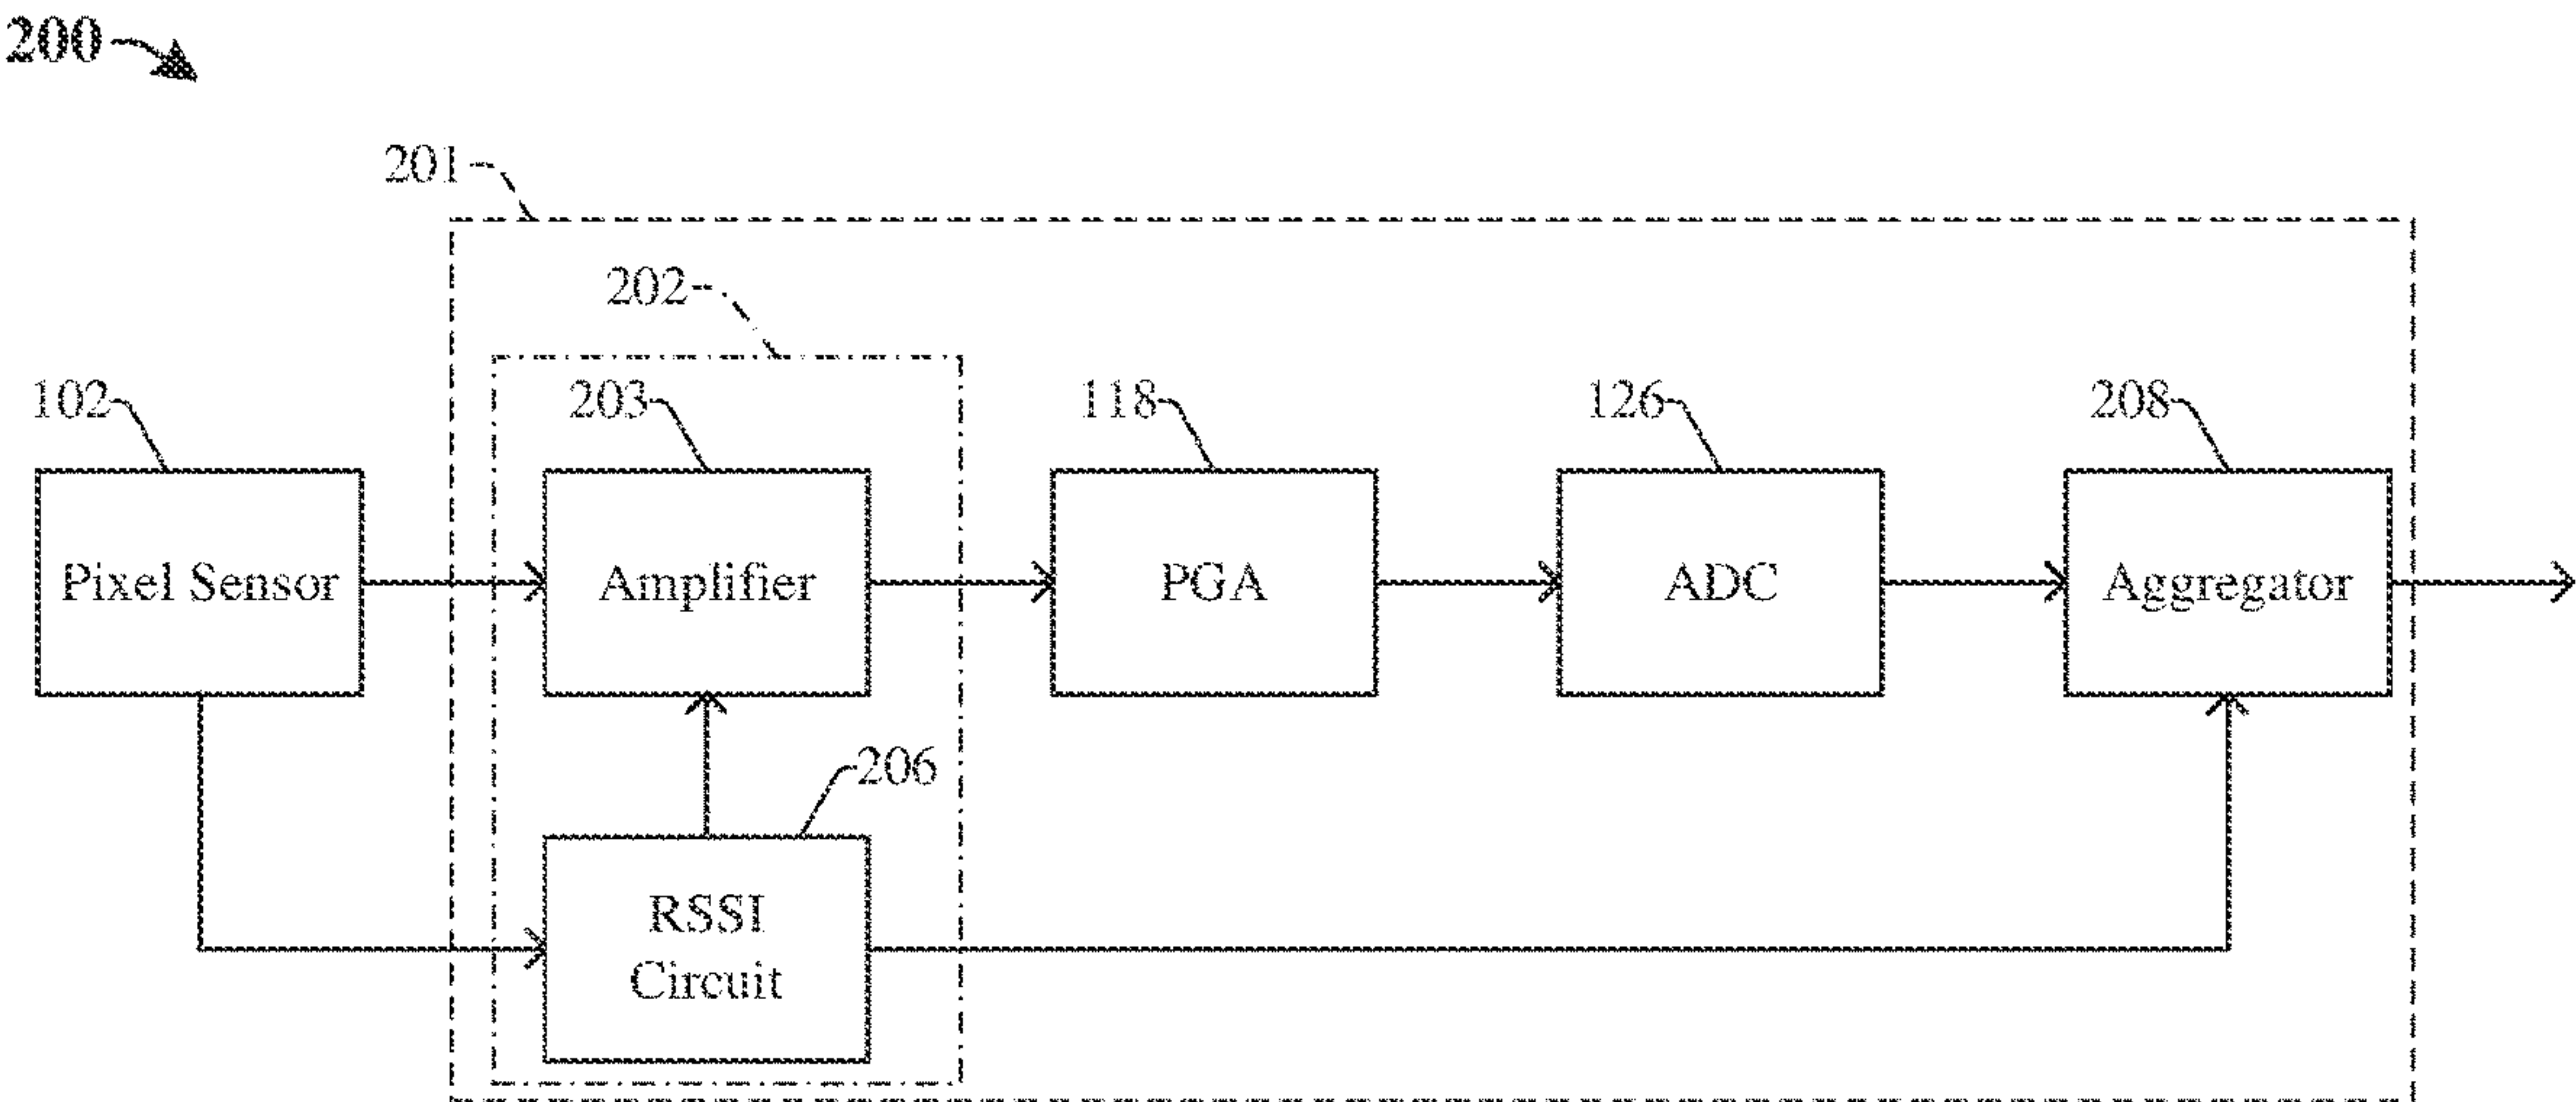 200
201
202
102
203
118
126
208
Pixel Sensor
Amplifier
PGA
ADC
Aggregator
206
RSSI
Circuit